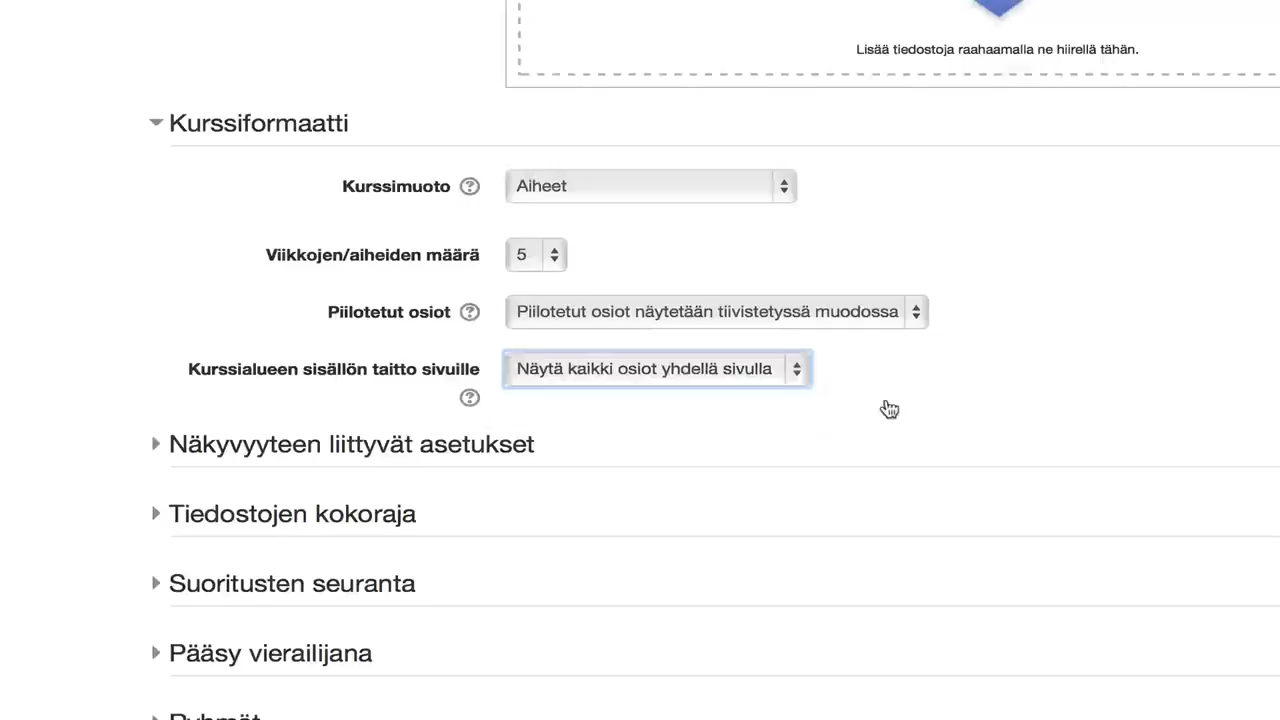 Lisää tiedostoja raahaamalla ne hiirellä tähän.
Kurssiformaatti
Kurssimuoto
Aiheet
Viikkojen/aiheiden määrä
5
Piilotetut osiot
Piilotetut osiot näytetään tiivistetyssä muodossa
Kurssialueen sisällön taitto sivuille
Näytä kaikki osiot yhdellä sivulla
Näkyvyyteen liittyvät asetukset
Tiedostojen kokoraja
Suoritusten seuranta
Pääsy vierailijana
Ryhmät